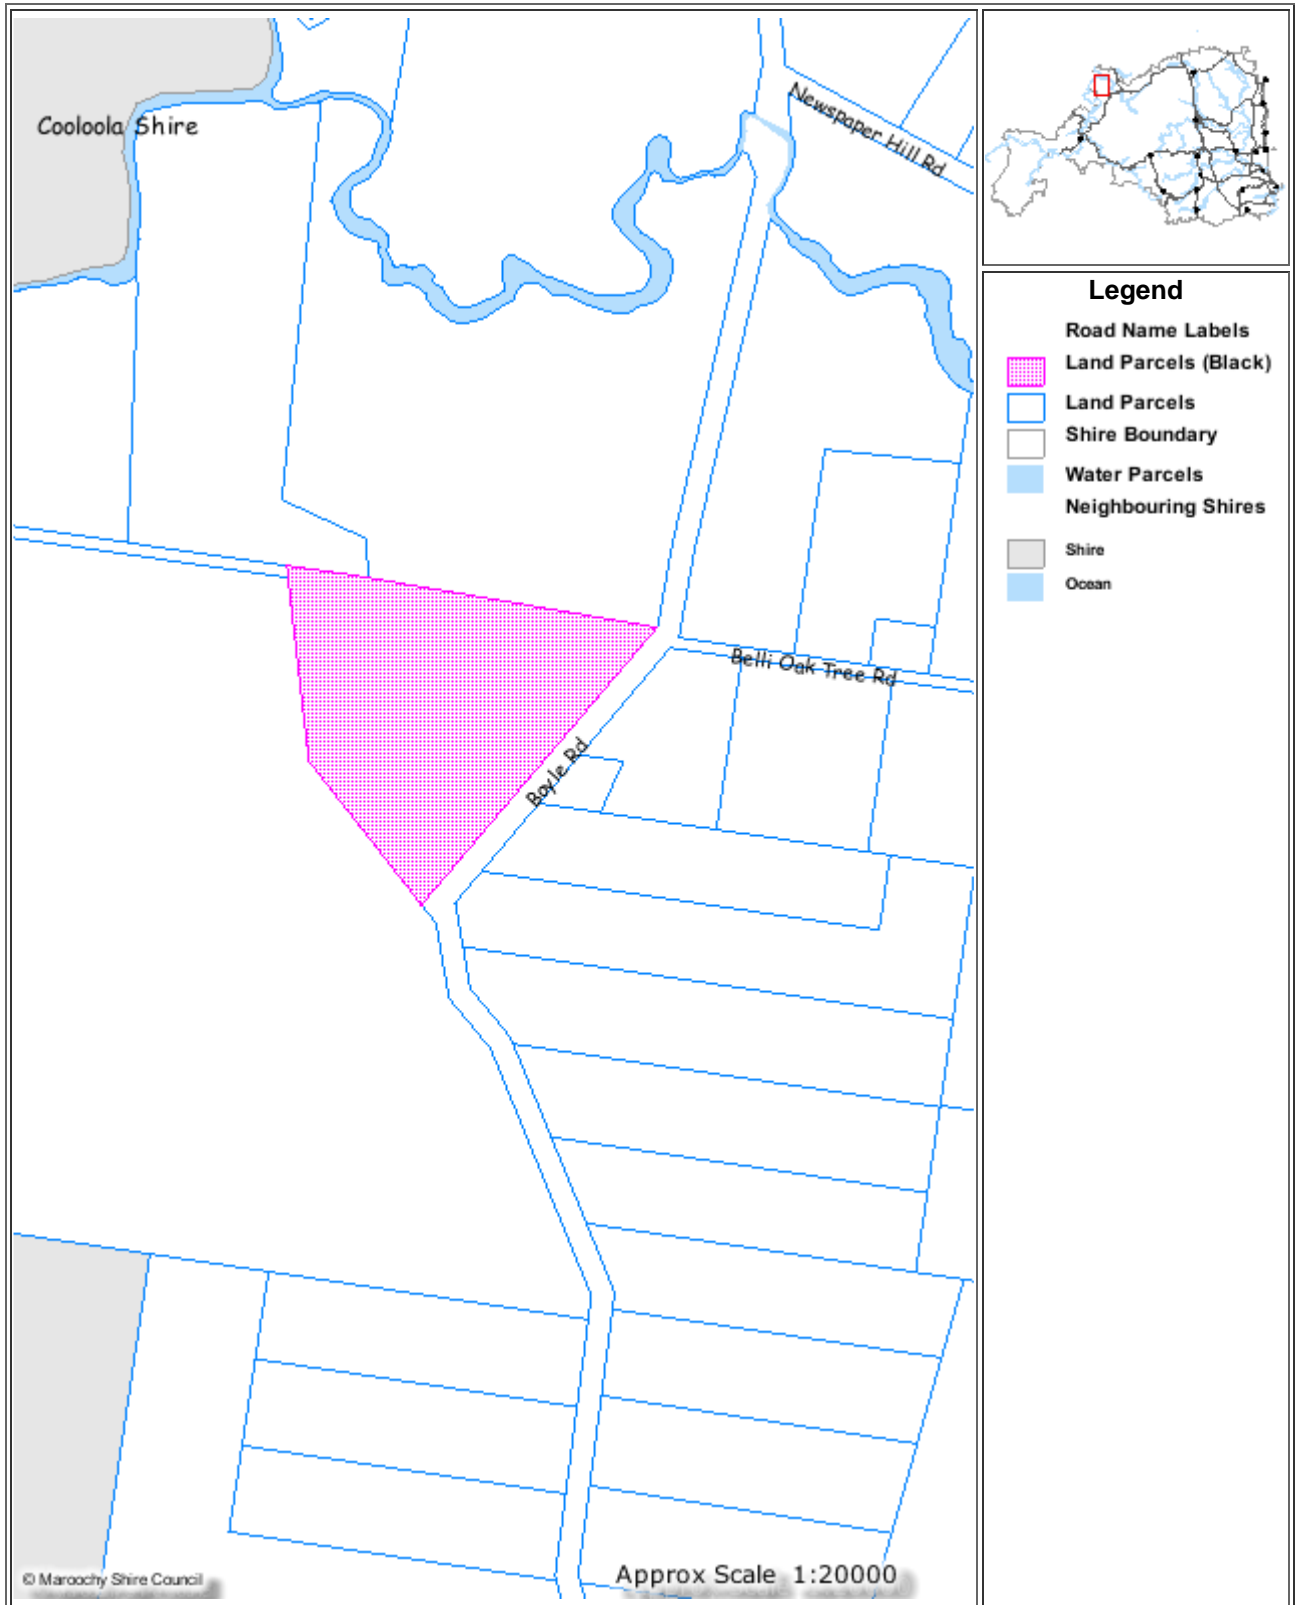 Cooloola Shire
Newspaper Hill Rd
Belli Oak Tree Rd
Boyle Rd
© Maroochy Shire Council
Approx Scale 1:20000
Legend
Road Name Labels
Land Parcels (Black)
Land Parcels
Shire Boundary
Water Parcels
Neighbouring Shires
Shire
Ocean